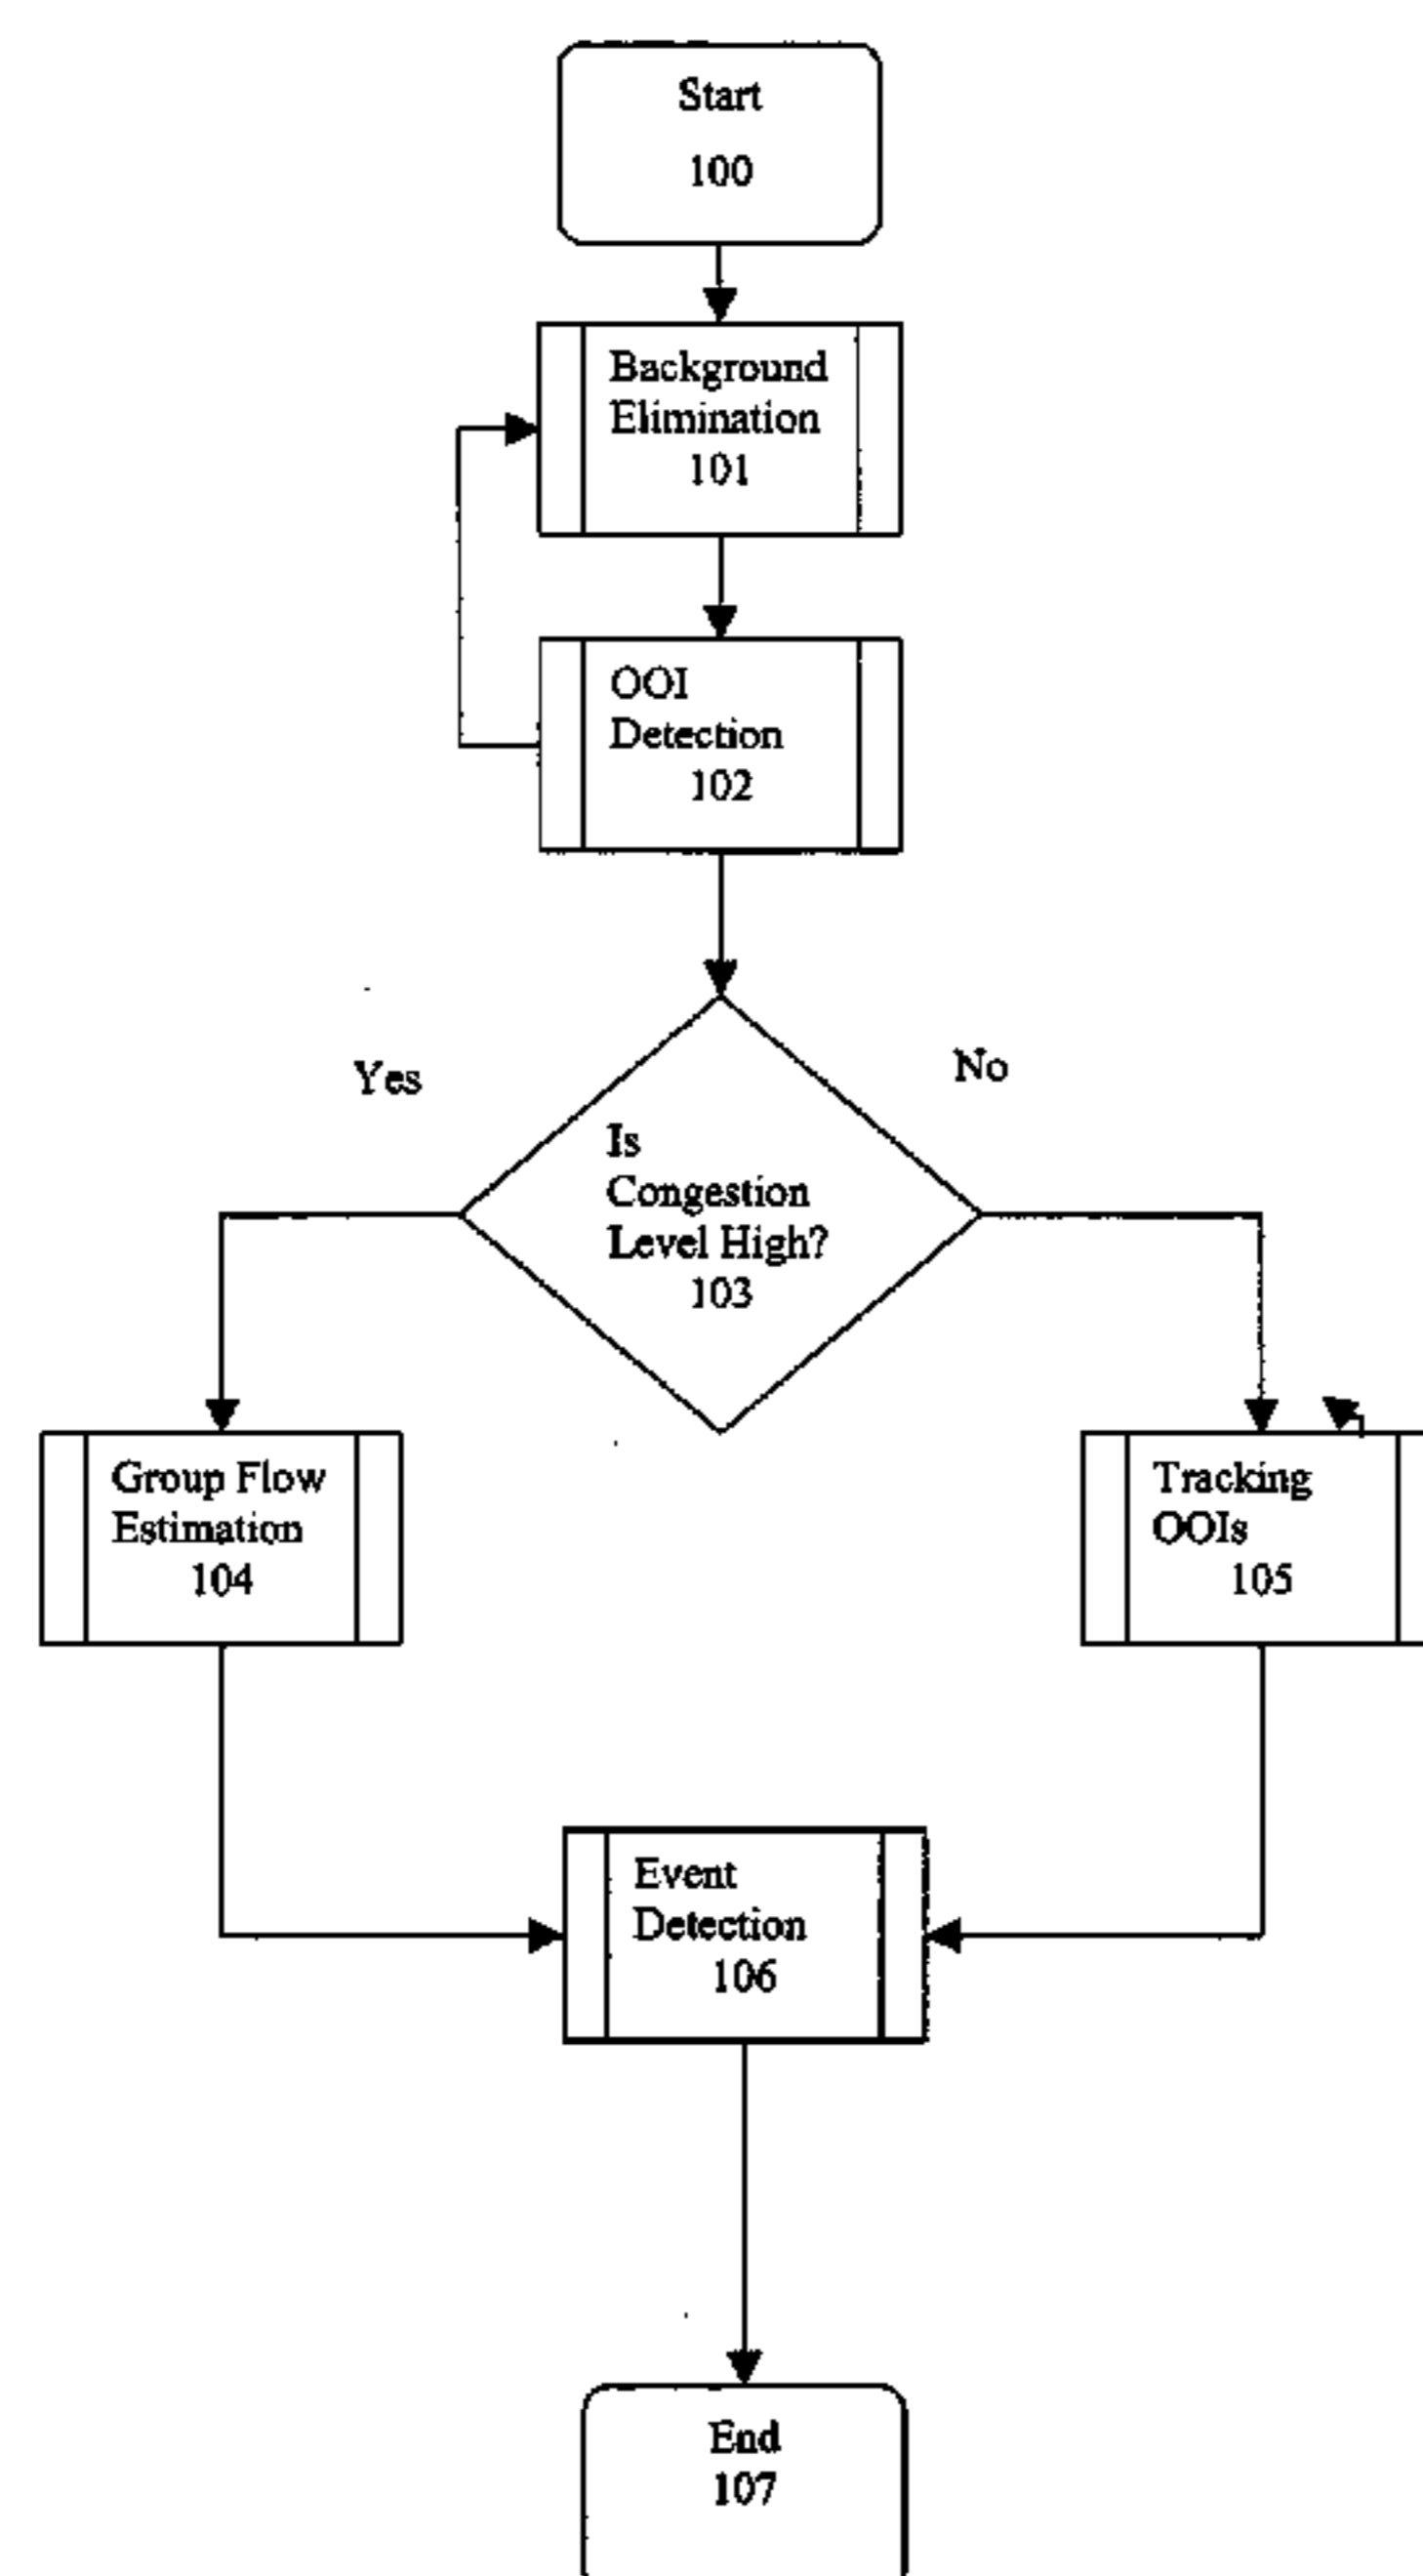 Start
100
Background
Elimination
101
OOI
Detection
102
Yes
No
Is
Congestion
Level High?
103
Group Flow
Estimation
104
Tracking
OOIs
105
Event
Detection
106
End
107